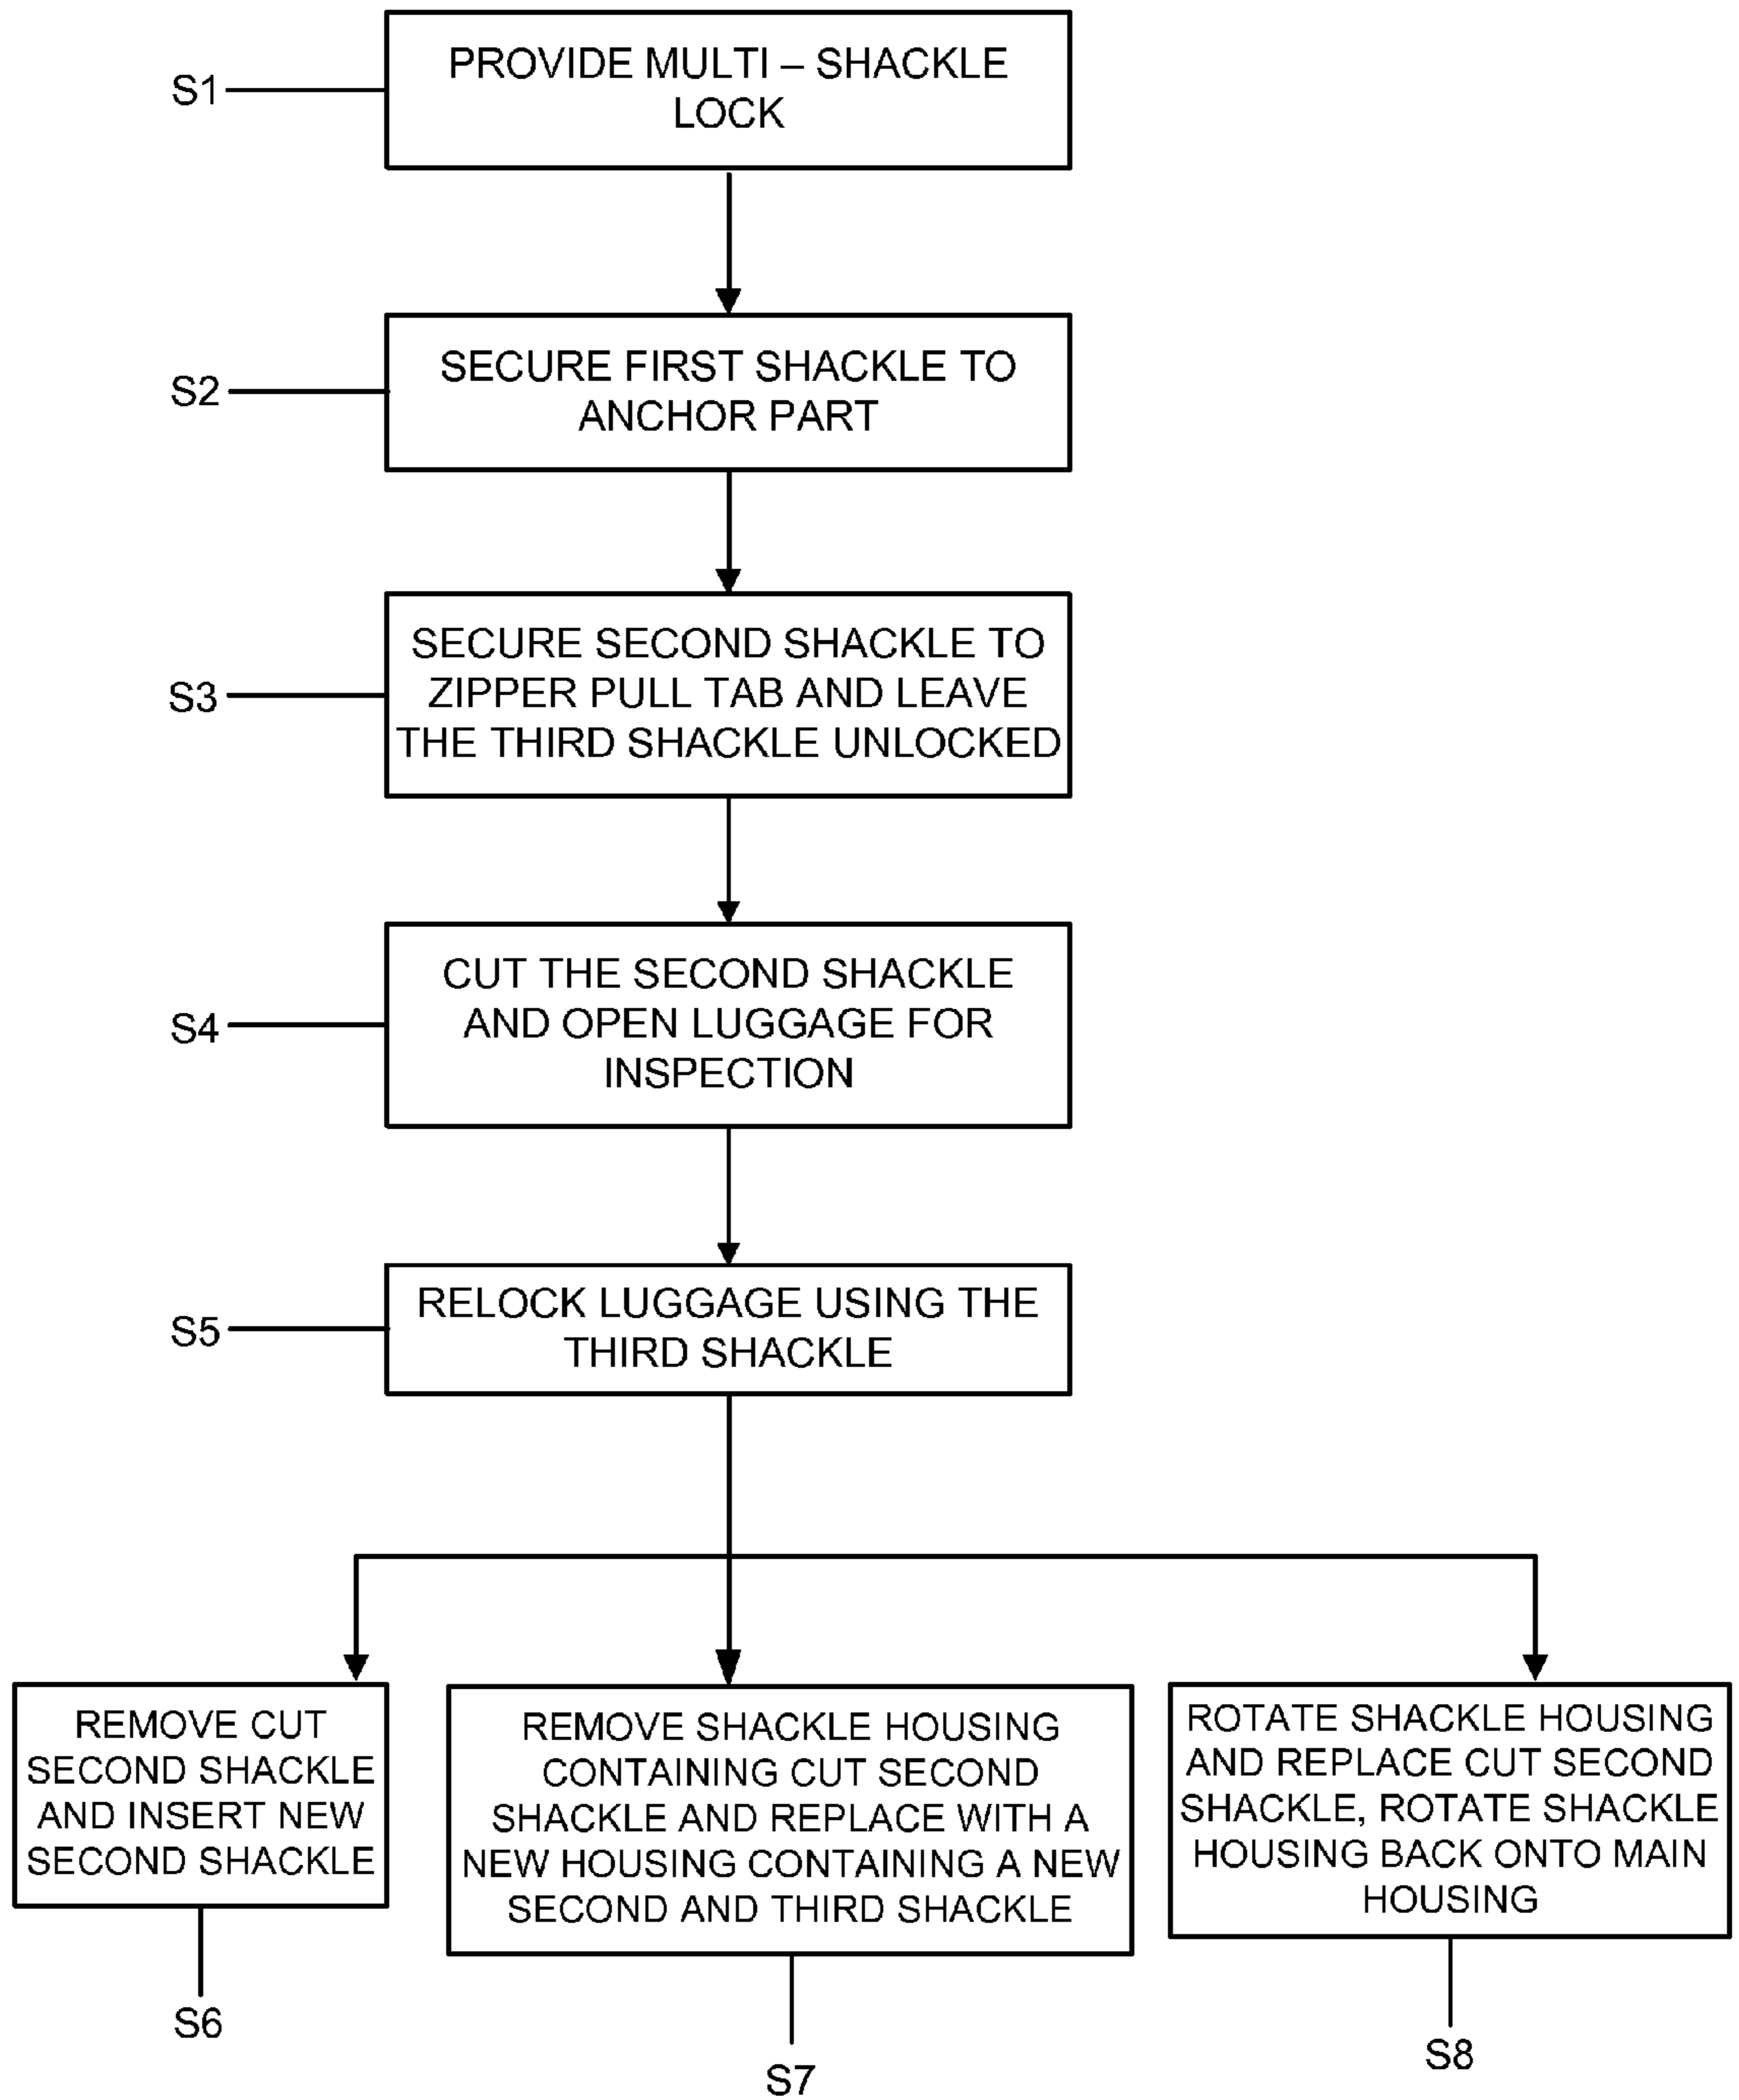 S1
PROVIDE MULTI – SHACKLE
LOCK
S2
SECURE FIRST SHACKLE TO
ANCHOR PART
S3
SECURE SECOND SHACKLE TO
ZIPPER PULL TAB AND LEAVE
THE THIRD SHACKLE UNLOCKED
S4
CUT THE SECOND SHACKLE
AND OPEN LUGGAGE FOR
INSPECTION
S5
RELOCK LUGGAGE USING THE
THIRD SHACKLE
REMOVE CUT
SECOND SHACKLE
AND INSERT NEW
SECOND SHACKLE
S6
REMOVE SHACKLE HOUSING
CONTAINING CUT SECOND
SHACKLE AND REPLACE WITH A
NEW HOUSING CONTAINING A NEW
SECOND AND THIRD SHACKLE
S7
ROTATE SHACKLE HOUSING
AND REPLACE CUT SECOND
SHACKLE, ROTATE SHACKLE
HOUSING BACK ONTO MAIN
HOUSING
S8